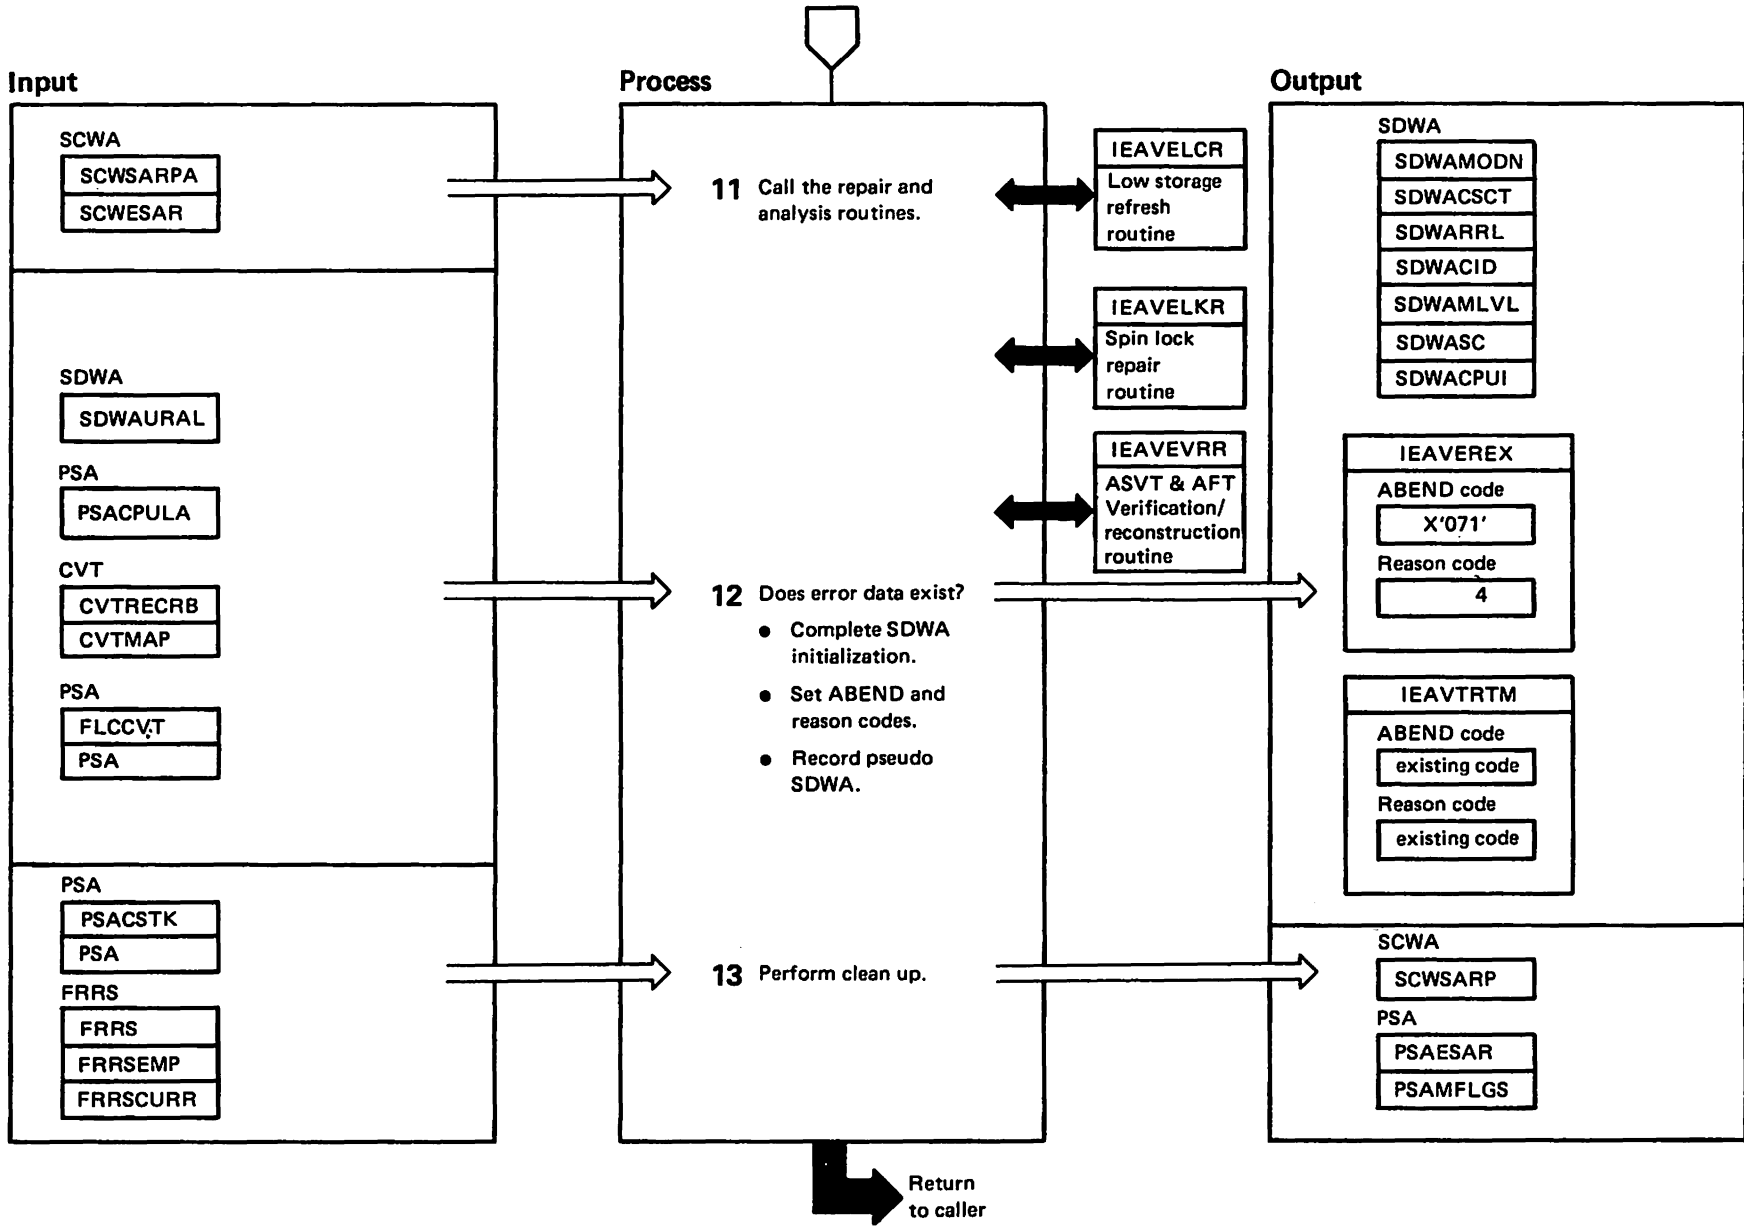 Input
SCWA
SCWSARPA
SCWESAR
SDWA
SDWAURAL
PSA
PSACPULA
CVT
CVTRECRB
CVTMAP
PSA
FLCCVT
PSA
PSA
PSACSTK
PSA
FRRS
FRRS
FRRSEMP
FRRSCURR
Process
11 Call the repair and
analysis routines.
12 Does error data exist?
● Complete SDWA
initialization.
● Set ABEND and
reason codes.
● Record pseudo
SDWA.
13 Perform clean up.
Return
to caller
IEAVELCR
Low storage
refresh
routine
IEAVELKR
Spin lock
repair
routine
IEAVEVRR
ASVT & AFT
Verification/
reconstruction
routine
Output
SDWA
SDWAMODN
SDWACSCT
SDWARRL
SDWACID
SDWAMLVL
SDWASC
SDWACPUI
IEAVEREX
ABEND code
X'071'
Reason code
4
IEAVTRTM
ABEND code
existing code
Reason code
existing code
SCWA
SCWSARP
PSA
PSAESAR
PSAMFLGS